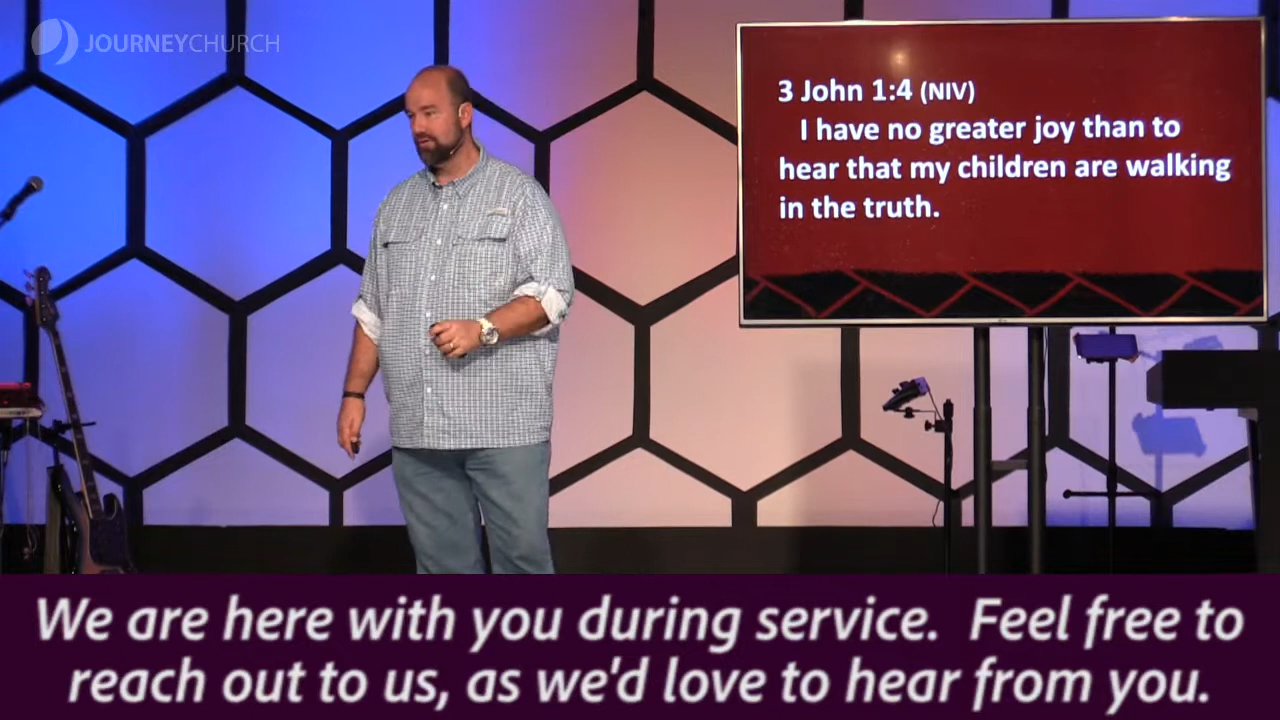 JOURNEYCHURCH
3 John 1:4 (NIV)
I have no greater joy than to
hear that my children are walking
in the truth.
We are here with you during service. Feel free to
reach out to us, as we'd love to hear from you.